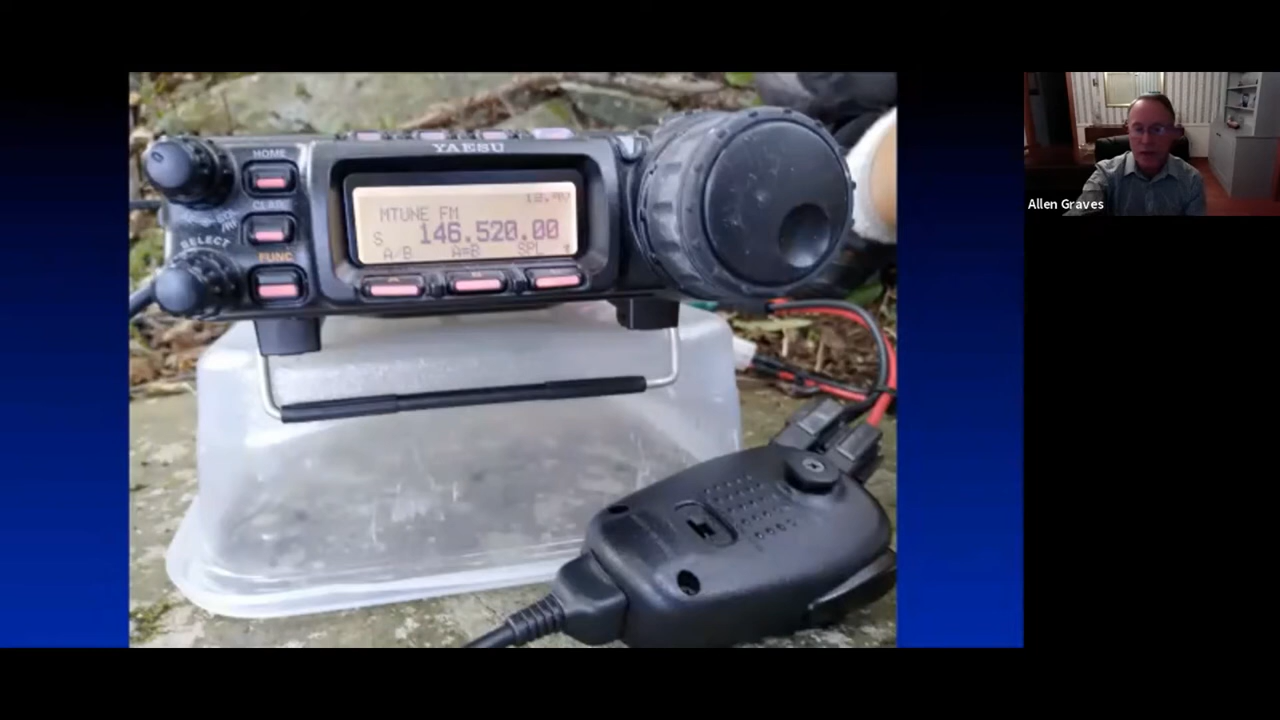 YAESU
HOME
CLAR
SELECT
FUNC
MTUNE FM
S 146.520.00
A/B A=B SPL
Allen Graves